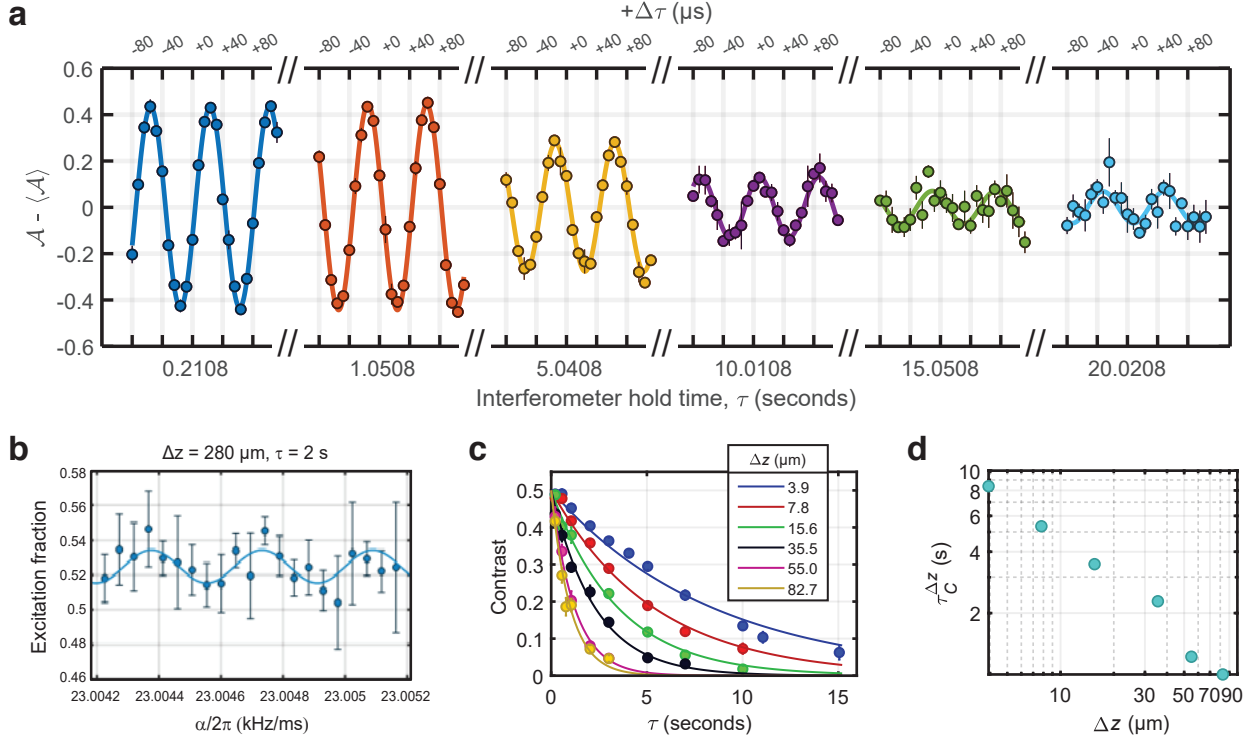 a
+Δτ (μs)
-80 -40 +0 +40 +80 -80 -40 +0 +40 +80 -80 -40 +0 +40 +80 -80 -40 +0 +40 +80 -80 -40 +0 +40 +80 -80 -40 +0 +40 +80
0.6
0.4
0.2
0
-0.2
-0.4
-0.6
𝒜 - ⟨𝒜⟩
// // // // //
// // // // //
0.2108 1.0508 5.0408 10.0108 15.0508 20.0208
Interferometer hold time, τ (seconds)
b
Δz = 280 μm, τ = 2 s
0.58
0.56
0.54
0.52
0.5
0.48
0.46
Excitation fraction
23.0042 23.0044 23.0046 23.0048 23.005 23.0052
α/2π (kHz/ms)
c
Δz (μm)
3.9
7.8
15.6
35.5
55.0
82.7
0.5
0.4
0.3
0.2
0.1
0
Contrast
0 5 10 15
τ (seconds)
d
10
8
6
4
2
τ_C^Δz (s)
10 30 50 70 90
Δz (μm)